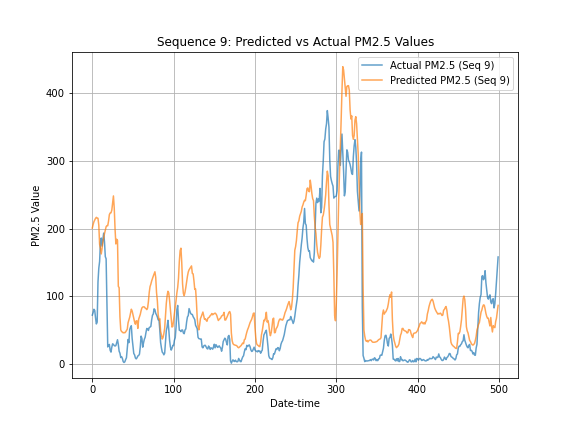 Sequence 9: Predicted vs Actual PM2.5 Values
Actual PM2.5 (Seq 9)
Predicted PM2.5 (Seq 9)
PM2.5 Value
400
300
200
100
0
0 100 200 300 400 500
Date-time